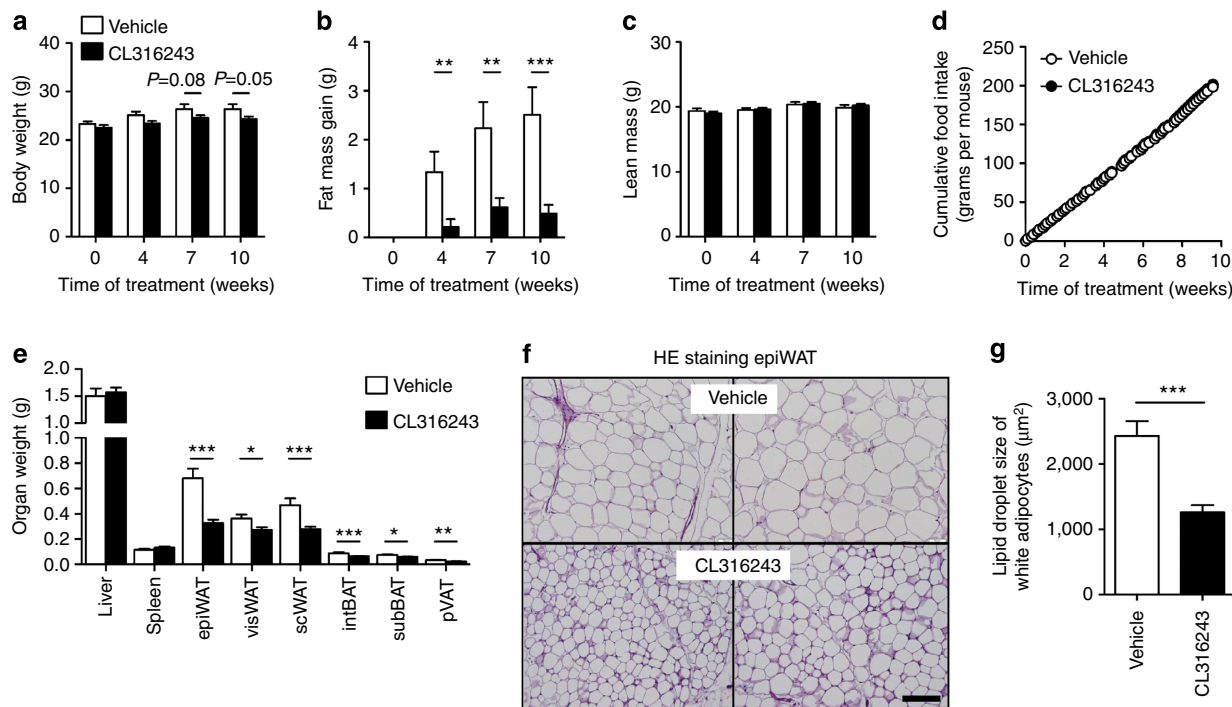 a
Vehicle
CL316243
Body weight (g)
40
30
20
10
0
P=0.08 P=0.05
0 4 7 10
Time of treatment (weeks)
b
Fat mass gain (g)
4
3
2
1
0
** ** ***
0 4 7 10
Time of treatment (weeks)
c
Lean mass (g)
30
20
10
0
0 4 7 10
Time of treatment (weeks)
d
Cumulative food intake
(grams per mouse)
250
200
150
100
50
0
Vehicle
CL316243
0 2 4 6 8 10
Time of treatment (weeks)
e
Organ weight (g)
2.0
1.5
1.0
1.0
0.8
0.6
0.4
0.2
0.0
Vehicle
CL316243
*** * *** *** * **
Liver
Spleen
epiWAT
visWAT
scWAT
intBAT
subBAT
pVAT
f
HE staining epiWAT
Vehicle
CL316243
g
Lipid droplet size of
white adipocytes (µm²)
3,000
2,000
1,000
0
***
Vehicle
CL316243